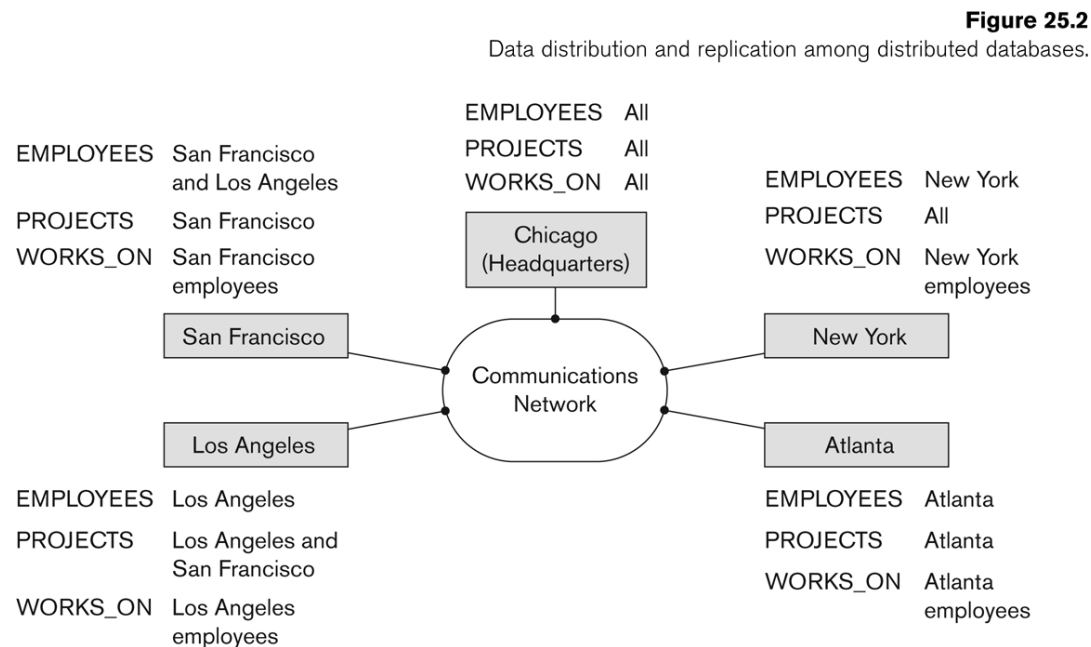 Figure 25.2
Data distribution and replication among distributed databases.
EMPLOYEES All
PROJECTS All
WORKS_ON All
Chicago
(Headquarters)
EMPLOYEES San Francisco
and Los Angeles
PROJECTS San Francisco
WORKS_ON San Francisco
employees
San Francisco
EMPLOYEES New York
PROJECTS All
WORKS_ON New York
employees
New York
Communications
Network
Los Angeles
EMPLOYEES Los Angeles
PROJECTS Los Angeles and
San Francisco
WORKS_ON Los Angeles
employees
Atlanta
EMPLOYEES Atlanta
PROJECTS Atlanta
WORKS_ON Atlanta
employees